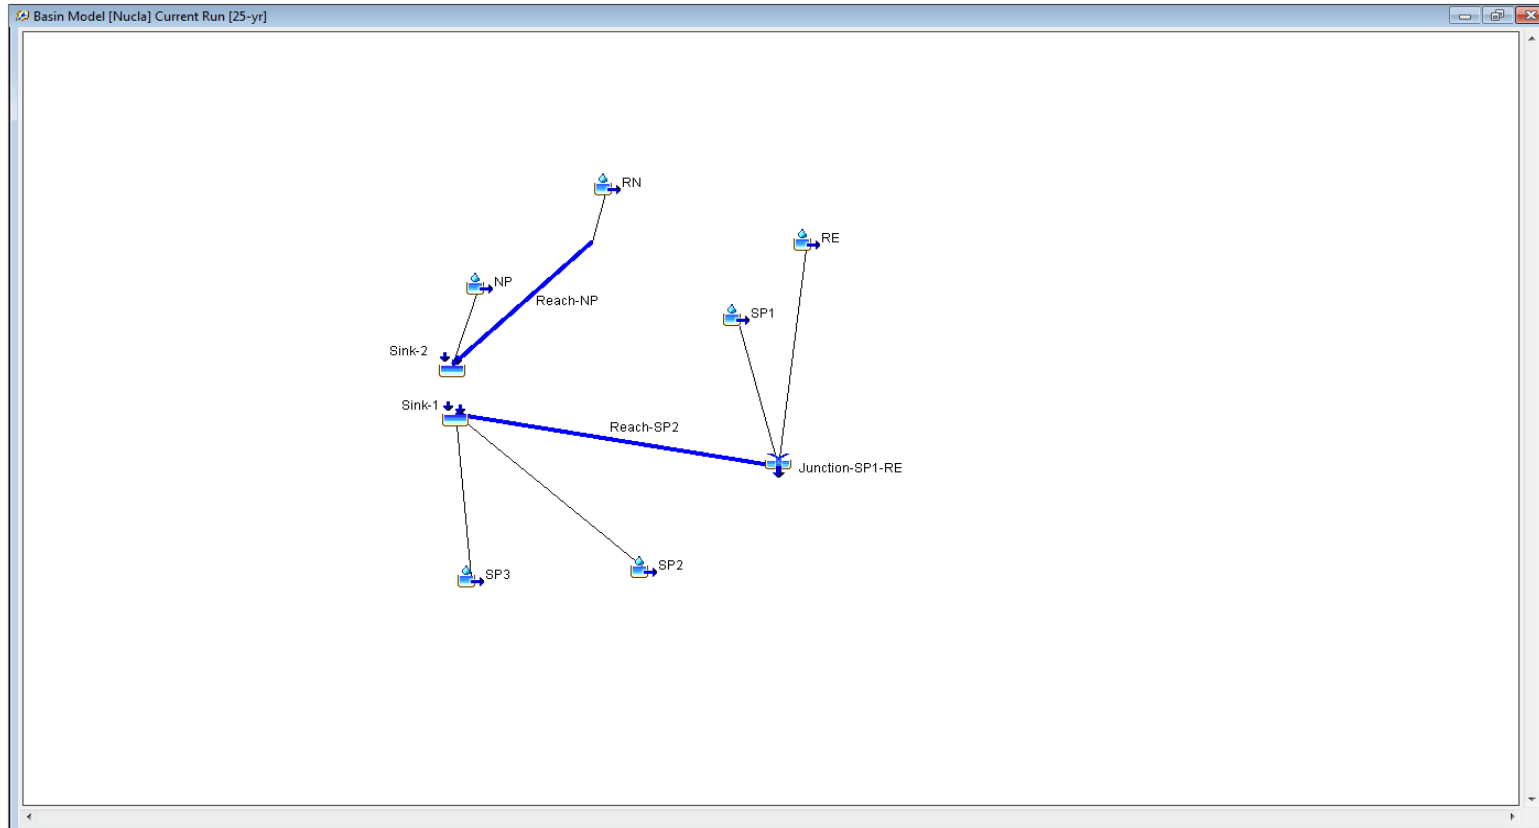 Basin Model [Nucla] Current Run [25-yr]
RN
RE
NP
Reach-NP
SP1
Sink-2
Sink-1
Reach-SP2
Junction-SP1-RE
SP2
SP3